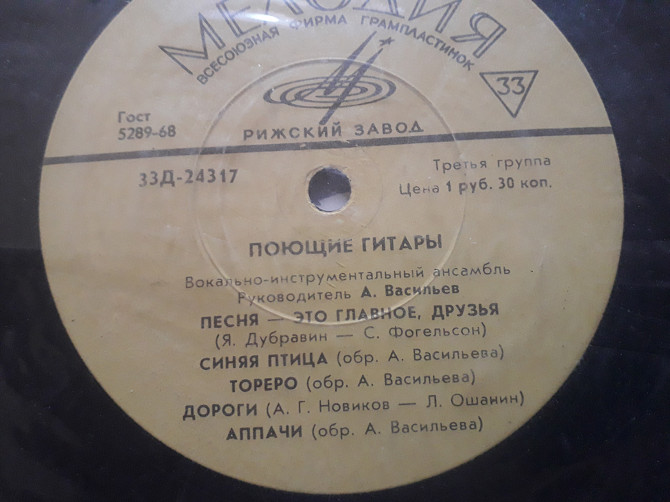 МЕЛОДИЯ
ВСЕСОЮЗНАЯ ФИРМА ГРАМПЛАСТИНОК
33
Гост
5289-68
РИЖСКИЙ ЗАВОД
33Д-24317
Третья группа
Цена 1 руб. 30 коп.
ПОЮЩИЕ ГИТАРЫ
Вокально-инструментальный ансамбль
Руководитель А. Васильев
ПЕСНЯ — ЭТО ГЛАВНОЕ, ДРУЗЬЯ
(Я. Дубравин — С. Фогельсон)
СИНЯЯ ПТИЦА (обр. А. Васильева)
ТОРЕРО (обр. А. Васильева)
ДОРОГИ (А. Г. Новиков — Л. Ошанин)
АППАЧИ (обр. А. Васильева)